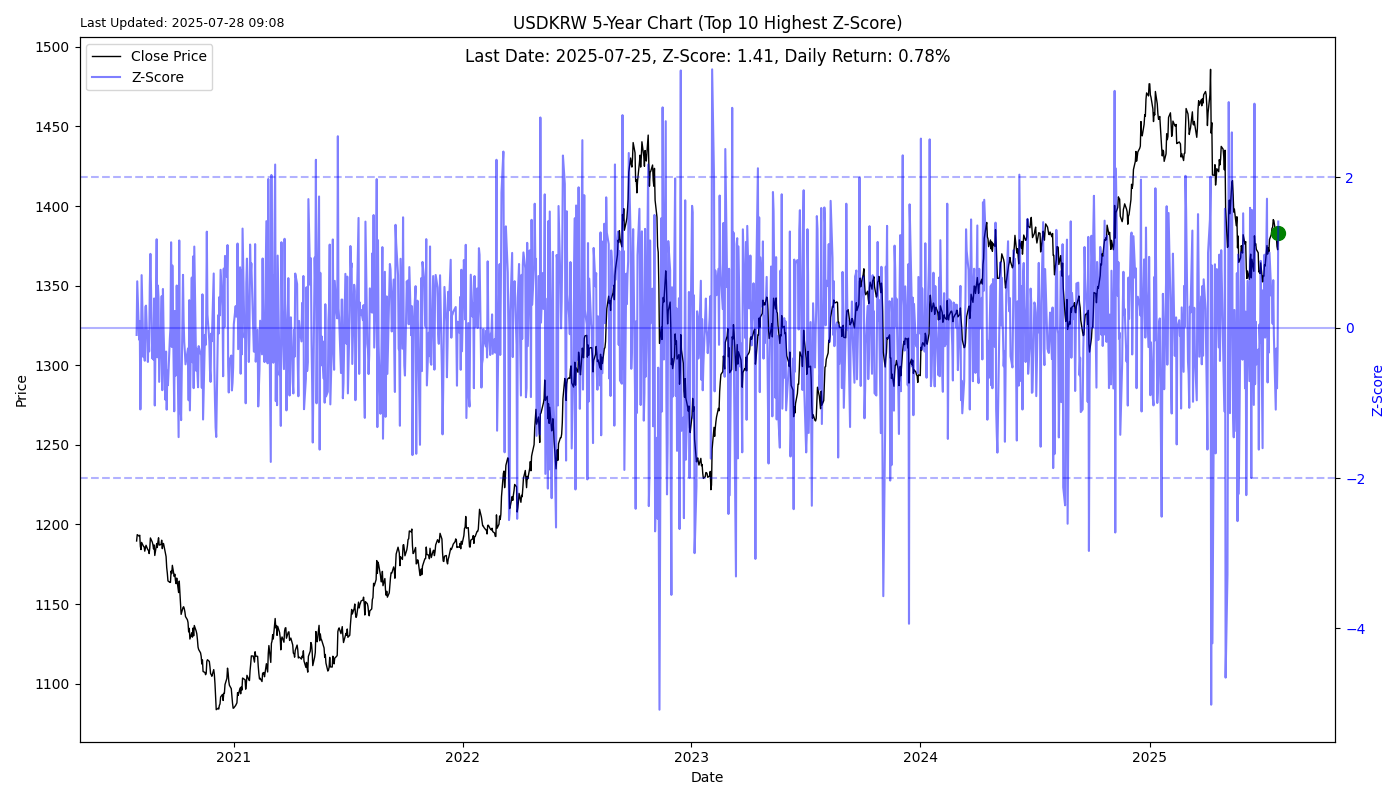 Last Updated: 2025-07-28 09:08
USDKRW 5-Year Chart (Top 10 Highest Z-Score)
Last Date: 2025-07-25, Z-Score: 1.41, Daily Return: 0.78%
Close Price
Z-Score
1500
1450
1400
1350
1300
1250
1200
1150
1100
Price
2
0
−2
−4
Z-Score
2021
2022
2023
2024
2025
Date